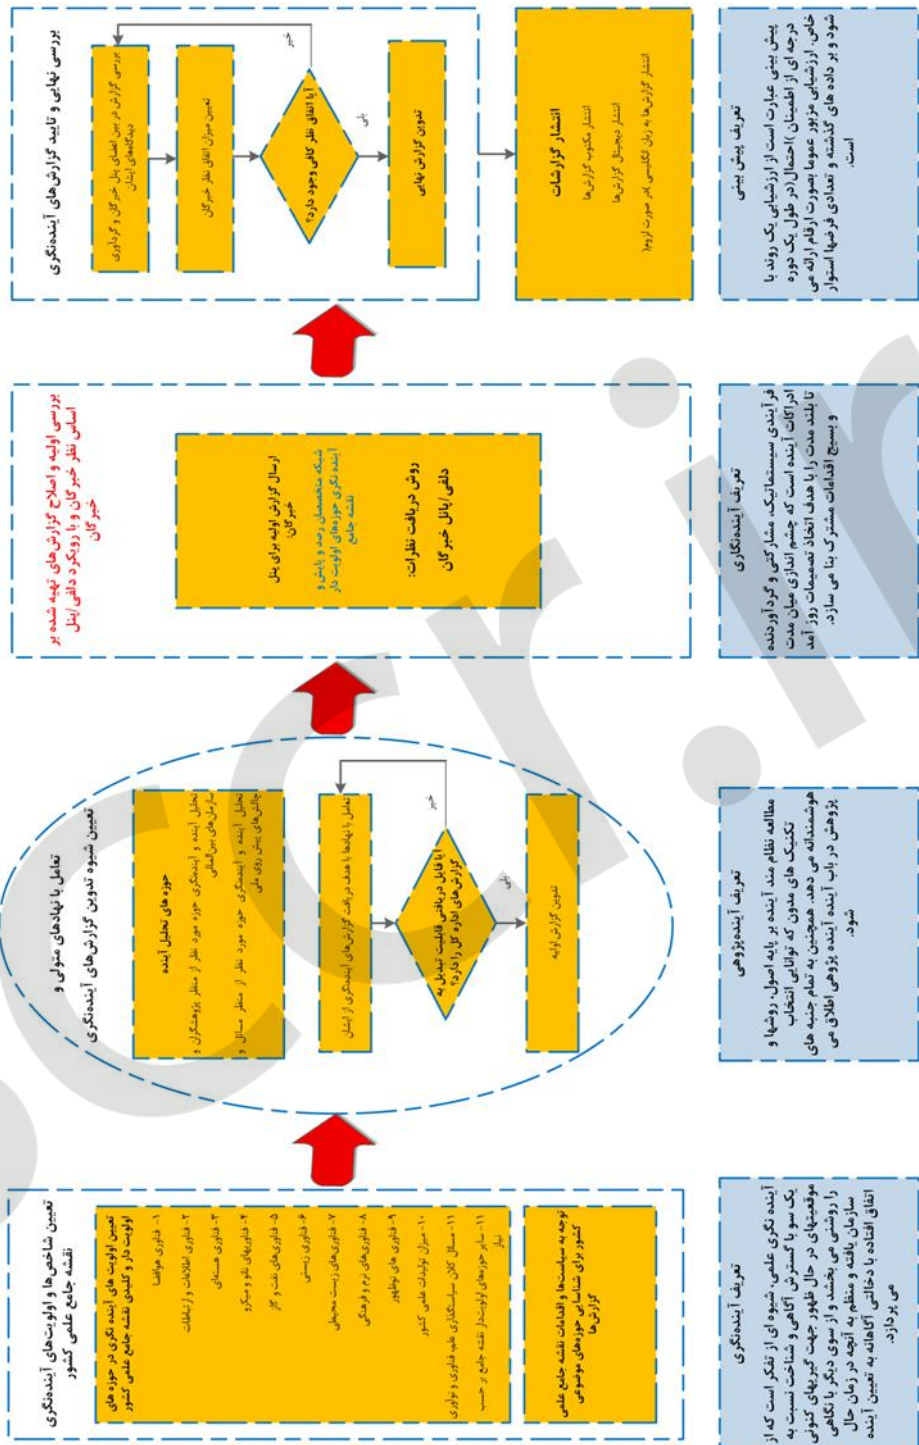 تعیین شاخص‌ها و اولویت‌های آینده‌نگری
نقشه جامع علمی کشور
تعیین اولویت های آینده نگری در حوزه های
اولویت دار و کلیدی نقشه جامع علمی کشور
۱- فناوری هوافضا
۲- فناوری اطلاعات و ارتباطات
۳- فناوری هسته‌ای
۴- فناوریهای نانو و میکرو
۵- فناوری‌های نفت و گاز
۶- فناوری زیستی
۷- فناوری‌های زیست محیطی
۸- فناوری‌های نرم و فرهنگی
۹- فناوری های نوظهور
۱۰- میزان تولیدات علمی کشور
۱۱- مسائل کلان سیاستگذاری علم، فناوری و نوآوری
۱۱- سایر حوزه‌های اولویت‌دار نقشه جامع بر حسب
نیاز
توجه به سیاست‌ها و اقدامات نقشه جامع علمی
کشور برای شناسایی حوزه‌های موضوعی
گزارش‌ها
تعریف آینده‌نگری
آینده نگری علمی، شیوه ای از تفکر است که از
یک سو با گسترش آگاهی و شناخت نسبت به
موقعیتهای در حال ظهور جهت گیریهای کنونی
را روشنی می بخشد و از سوی دیگر با نگاهی
سازمان یافته و منظم به آنچه در زمان حال
اتفاق افتاده با دخالتی آگاهانه به تعیین آینده
می پردازد.
تعامل با نهادهای متولی و
تعیین شیوه تدوین گزارش‌های آینده‌نگری
حوزه های تحلیل آینده
تحلیل آینده و آینده‌نگری حوزه مورد نظر از منظر پژوهشگران و
سازمان‌های بین‌المللی
تحلیل آینده و آینده‌نگری حوزه مورد نظر از منظر مسائل و
چالش‌های پیش روی ملی
تعامل با نهادها با هدف دریافت گزارش‌های آینده‌نگری از ایشان
آیا فایل دریافتی قابلیت تبدیل به
گزارش‌های اداره کل را دارد؟
خیر
بلی
تدوین گزارش اولیه
تعریف آینده‌پژوهی
مطالعه نظام مند آینده بر پایه اصول، روشها و
تکنیک های مدون که توانایی انتخاب
هوشمندانه می دهد. همچنین به تمام جنبه های
پژوهش در باب آینده آینده پژوهی اطلاق می
شود.
بررسی اولیه و اصلاح گزارش‌های تهیه شده بر
اساس نظر خبرگان و با رویکرد دلفی/پنل
خبرگان
ارسال گزارش اولیه برای پنل
خبرگان:
شبکه متخصصان رصد و پایش و
آینده نگری حوزه‌های اولویت دار
نقشه جامع
روش دریافت نظرات:
دلفی/پانل خبرگان
تعریف آینده‌نگاری
فرآیندی سیستماتیک، مشارکتی و گردآورنده
ادراکات آینده است که چشم اندازی میان مدت
تا بلند مدت را با هدف اتخاذ تصمیمات روز آمد
و بسیج اقدامات مشترک بنا می سازد.
بررسی نهایی و تایید گزارش‌های آینده‌نگری
بررسی گزارش در بین اعضای پنل خبرگان و گردآوری
دیدگاه‌های ایشان
تعیین میزان اتفاق نظر خبرگان
آیا اتفاق نظر کافی وجود دارد؟
خیر
بلی
تدوین گزارش نهایی
انتشار گزارشات
انتشار مکتوب گزارش‌ها
انتشار دیجیتال گزارش‌ها
انتشار گزارش‌ها به زبان انگلیسی )در صورت لزوم(
تعریف پیش بینی
پیش بینی عبارت است از ارزشیابی یک روند با
درجه ای از اطمینان )احتمال(در طول یک دوره
خاص. ارزشیابی مزبور عموما بصورت ارقام ارائه می
شود و بر داده های گذشته و تعدادی فرضها استوار
است.
sccr.ir